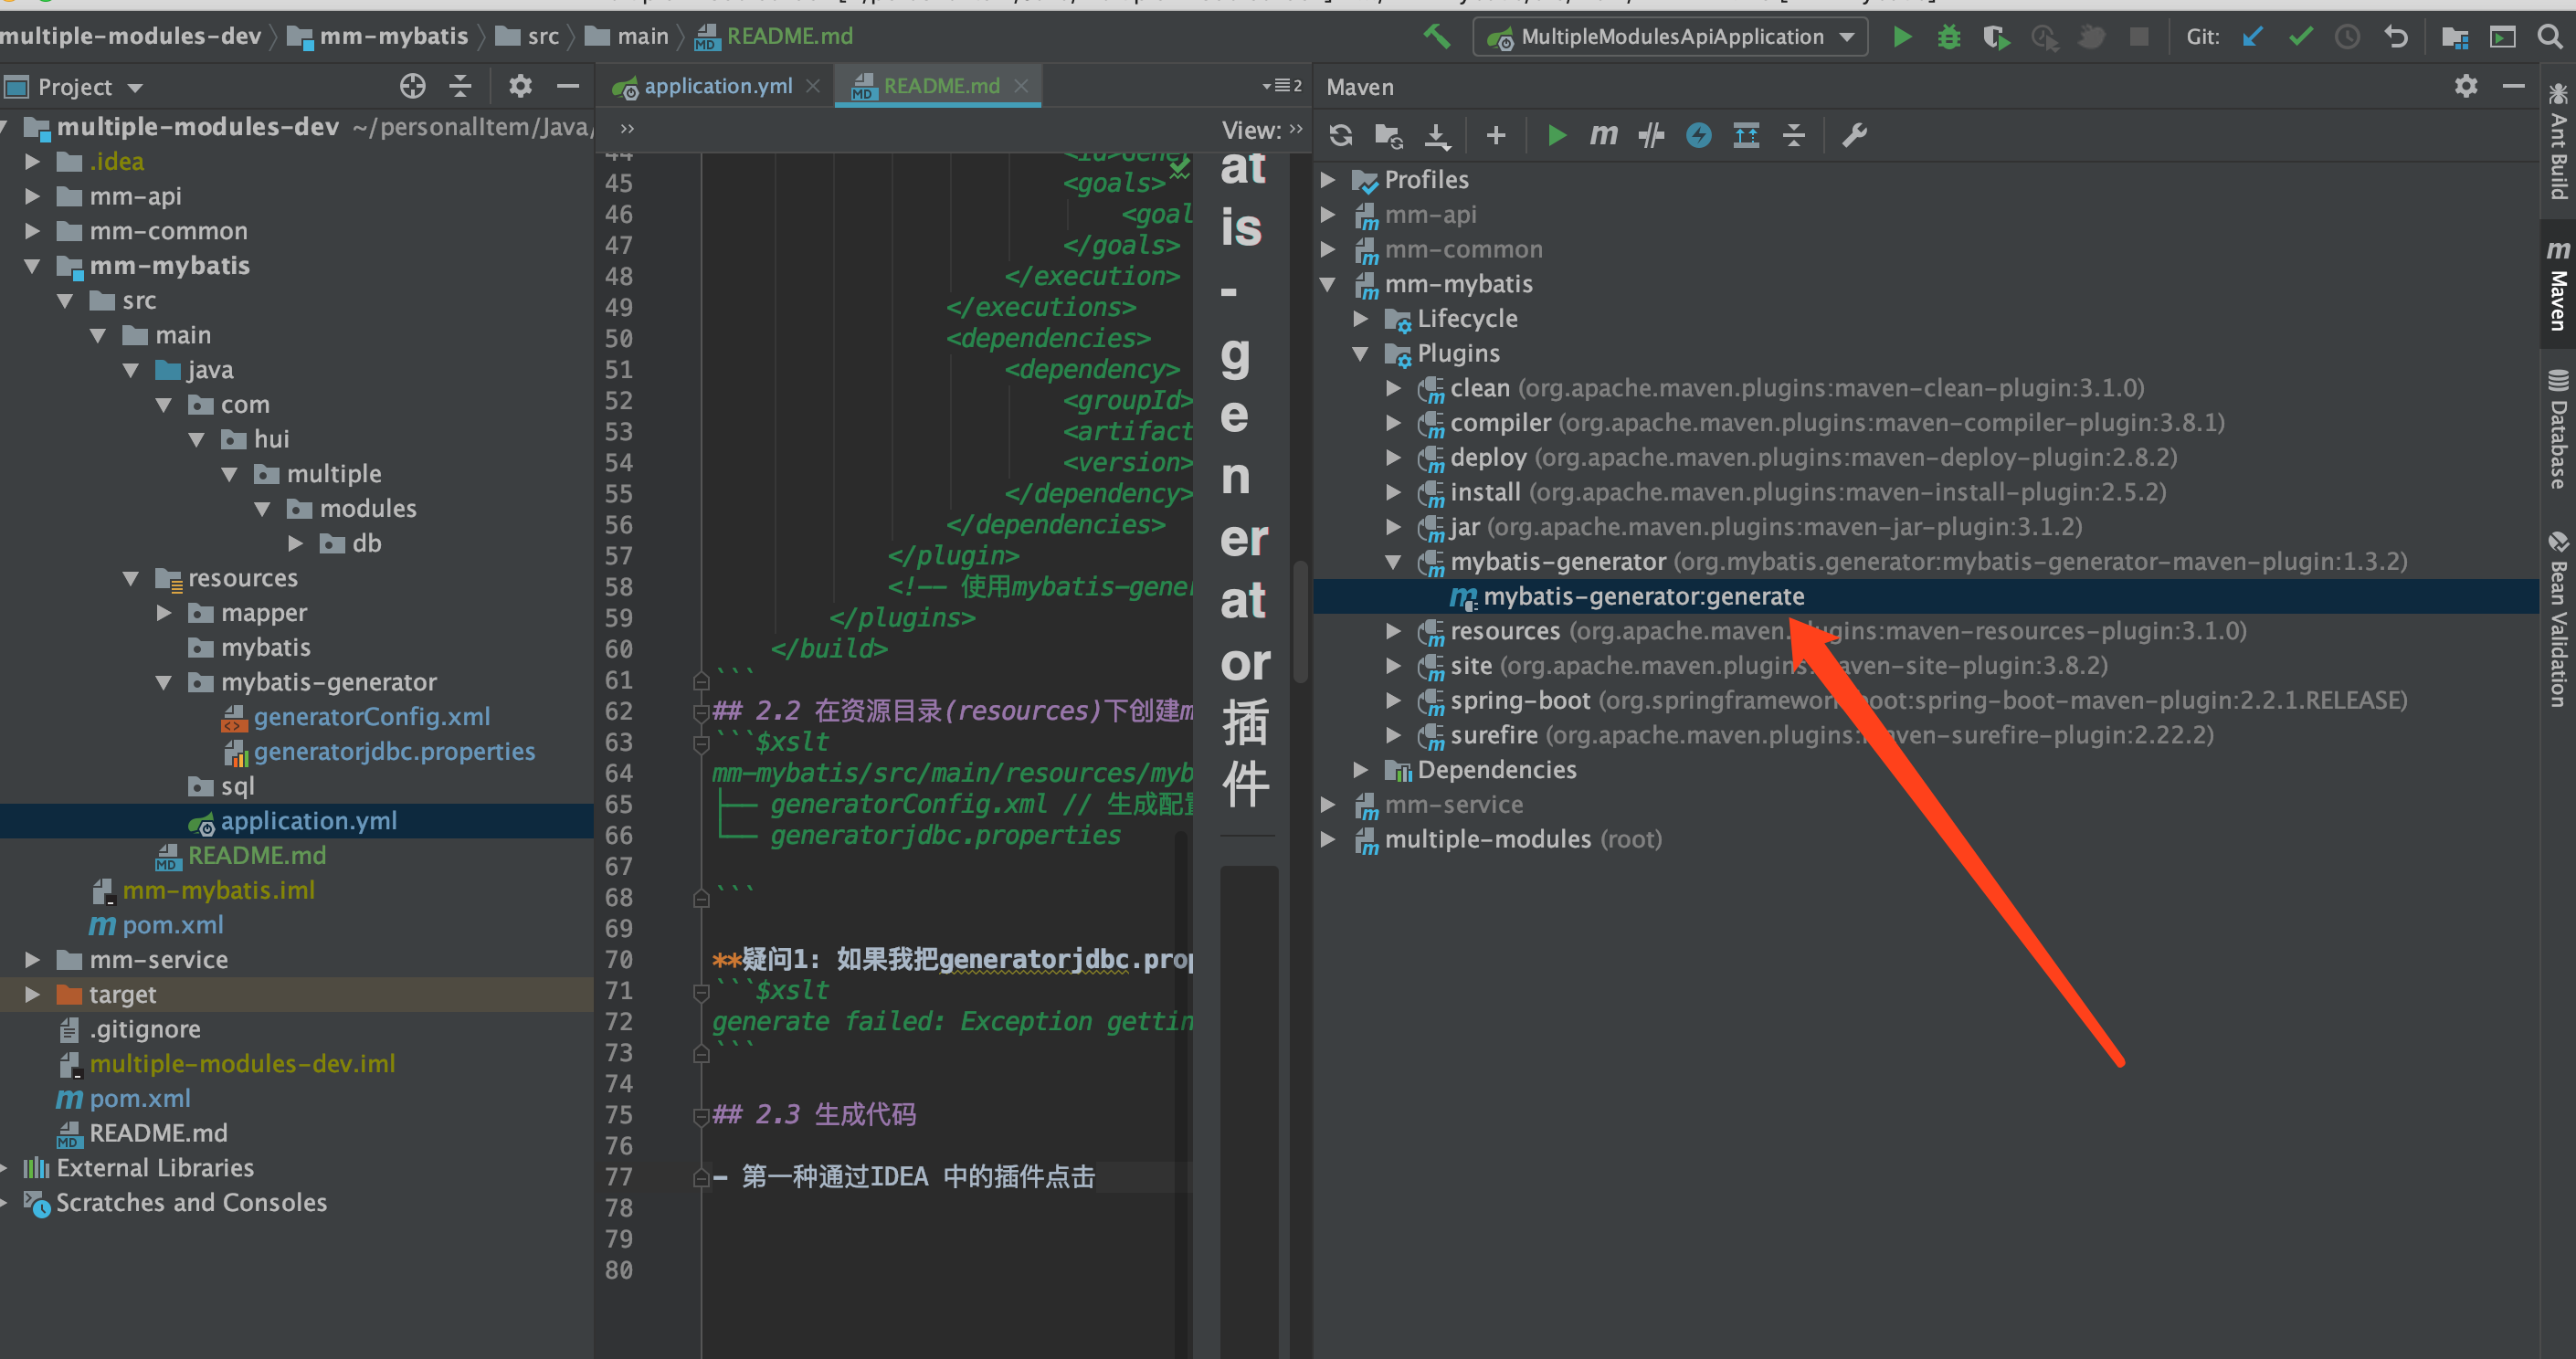 multiple-modules-dev mm-mybatis src main README.md
MultipleModulesApiApplication
Git:
Project
multiple-modules-dev ~/personalItem/Java/
.idea
mm-api
mm-common
mm-mybatis
src
main
java
com
hui
multiple
modules
db
resources
mapper
mybatis
mybatis-generator
generatorConfig.xml
generatorjdbc.properties
sql
application.yml
README.md
mm-mybatis.iml
pom.xml
mm-service
target
.gitignore
multiple-modules-dev.iml
pom.xml
README.md
External Libraries
Scratches and Consoles
application.yml README.md 2
View:
45 <goals>
46 <goal
47 </goals>
48 </execution>
49 </executions>
50 <dependencies>
51 <dependency>
52 <groupId>
53 <artifact
54 <version>
55 </dependency>
56 </dependencies>
57 </plugin>
58 <!-- 使用mybatis-gene
59 </plugins>
60 </build>
61 ```
62 ## 2.2 在资源目录(resources)下创建m
63 ```$xslt
64 mm-mybatis/src/main/resources/myb
65 ├── generatorConfig.xml // 生成配置
66 └── generatorjdbc.properties
67
68 ```
69
70 **疑问1: 如果我把generatorjdbc.prop
71 ```$xslt
72 generate failed: Exception gettin
73 ```
74
75 ## 2.3 生成代码
76
77 - 第一种通过IDEA 中的插件点击
78
79
80
at
is
-
g
e
n
er
at
or
插
件
Maven
Profiles
mm-api
mm-common
mm-mybatis
Lifecycle
Plugins
clean (org.apache.maven.plugins:maven-clean-plugin:3.1.0)
compiler (org.apache.maven.plugins:maven-compiler-plugin:3.8.1)
deploy (org.apache.maven.plugins:maven-deploy-plugin:2.8.2)
install (org.apache.maven.plugins:maven-install-plugin:2.5.2)
jar (org.apache.maven.plugins:maven-jar-plugin:3.1.2)
mybatis-generator (org.mybatis.generator:mybatis-generator-maven-plugin:1.3.2)
mybatis-generator:generate
resources (org.apache.maven.plugins:maven-resources-plugin:3.1.0)
site (org.apache.maven.plugins:maven-site-plugin:3.8.2)
spring-boot (org.springframework.boot:spring-boot-maven-plugin:2.2.1.RELEASE)
surefire (org.apache.maven.plugins:maven-surefire-plugin:2.22.2)
Dependencies
mm-service
multiple-modules (root)
Ant Build
Maven
Database
Bean Validation